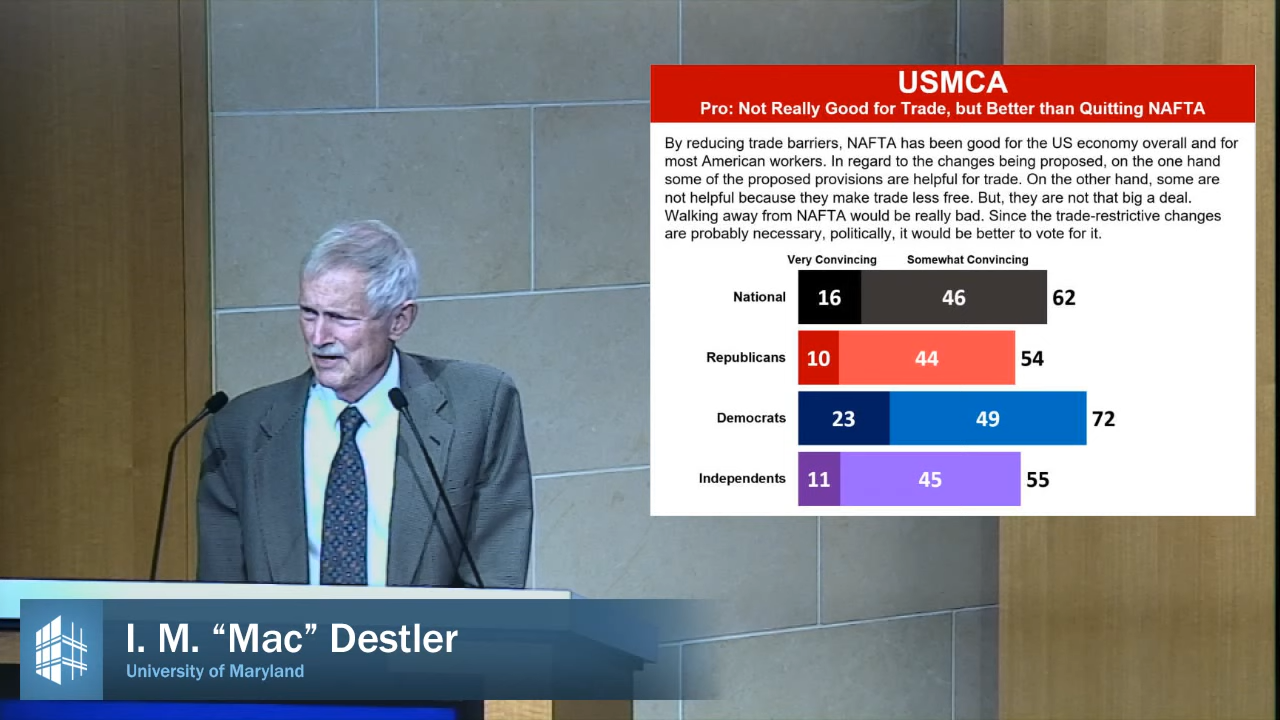 USMCA
Pro: Not Really Good for Trade, but Better than Quitting NAFTA
By reducing trade barriers, NAFTA has been good for the US economy overall and for
most American workers. In regard to the changes being proposed, on the one hand
some of the proposed provisions are helpful for trade. On the other hand, some are
not helpful because they make trade less free. But, they are not that big a deal.
Walking away from NAFTA would be really bad. Since the trade-restrictive changes
are probably necessary, politically, it would be better to vote for it.
Very Convincing Somewhat Convincing
National 16 46 62
Republicans 10 44 54
Democrats 23 49 72
Independents 11 45 55
I. M. “Mac” Destler
University of Maryland